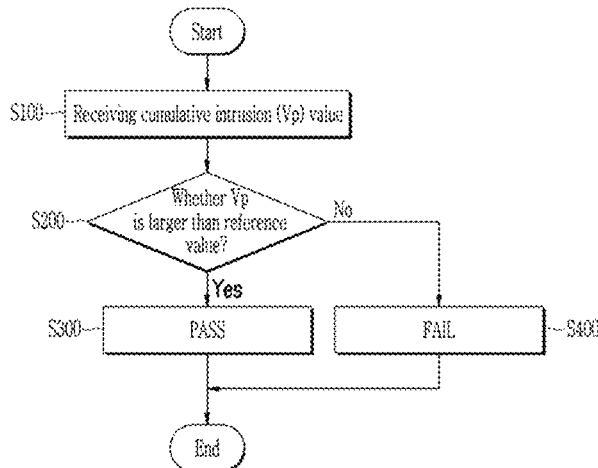 Start
S100
Receiving cumulative intrusion (Vp) value
Whether Vp
is larger than reference
value?
S200
No
Yes
S300
PASS
FAIL
S400
End